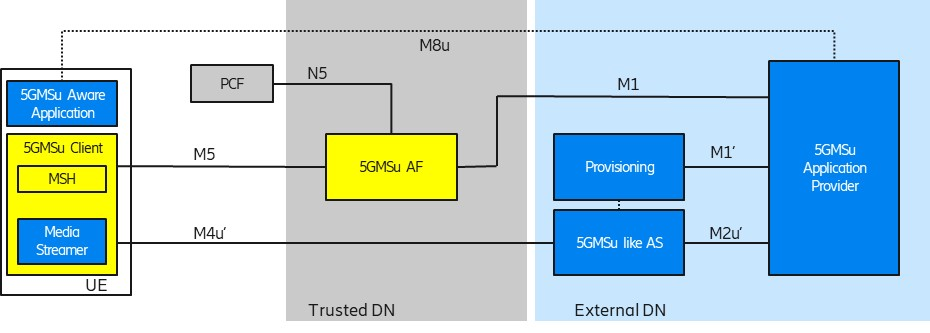 M8u
5GMSu Aware
Application
PCF
N5
M1
5GMSu Client
MSH
M5
5GMSu AF
Provisioning
M1′
5GMSu
Application
Provider
Media
Streamer
M4u′
5GMSu like AS
M2u′
UE
Trusted DN
External DN